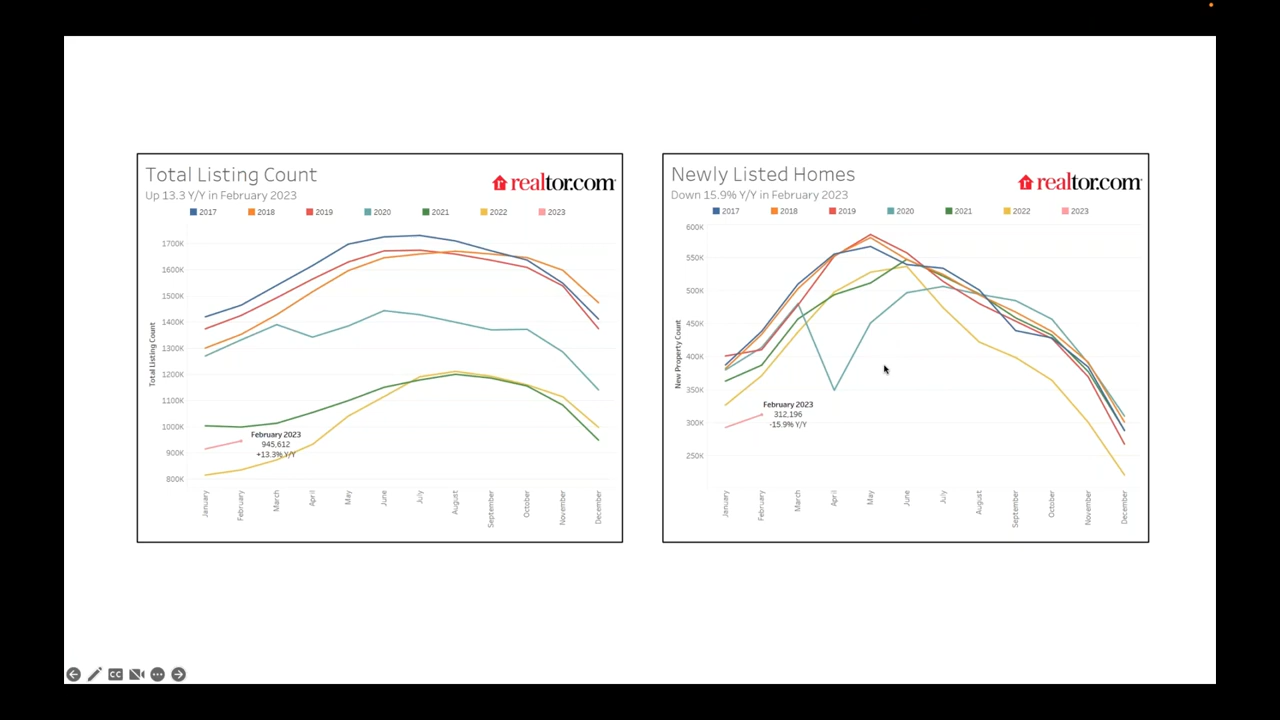 Total Listing Count
realtor.com
Up 13.3 Y/Y in February 2023
2017 2018 2019 2020 2021 2022 2023
1700K
1600K
1500K
1400K
1300K
1200K
1100K
1000K
900K
800K
Total Listing Count
February 2023
945,612
+13.3% Y/Y
January February March April May June July August September October November December
Newly Listed Homes
realtor.com
Down 15.9% Y/Y in February 2023
2017 2018 2019 2020 2021 2022 2023
600K
550K
500K
450K
400K
350K
300K
250K
New Property Count
February 2023
312,196
-15.9% Y/Y
January February March April May June July August September October November December
CC